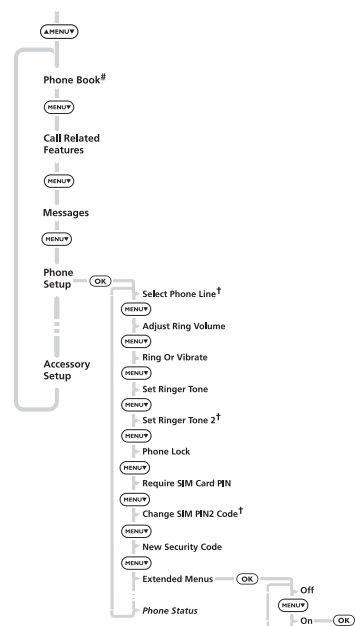 ▲MENU▼
Phone Book#
MENU▼
Call Related
Features
MENU▼
Messages
MENU▼
Phone
Setup
OK
Select Phone Line†
MENU▼
Adjust Ring Volume
MENU▼
Ring Or Vibrate
MENU▼
Set Ringer Tone
MENU▼
Set Ringer Tone 2†
MENU▼
Phone Lock
MENU▼
Require SIM Card PIN
MENU▼
Change SIM PIN2 Code†
MENU▼
New Security Code
MENU▼
Extended Menus
OK
Off
MENU▼
On
OK
Phone Status
Accessory
Setup